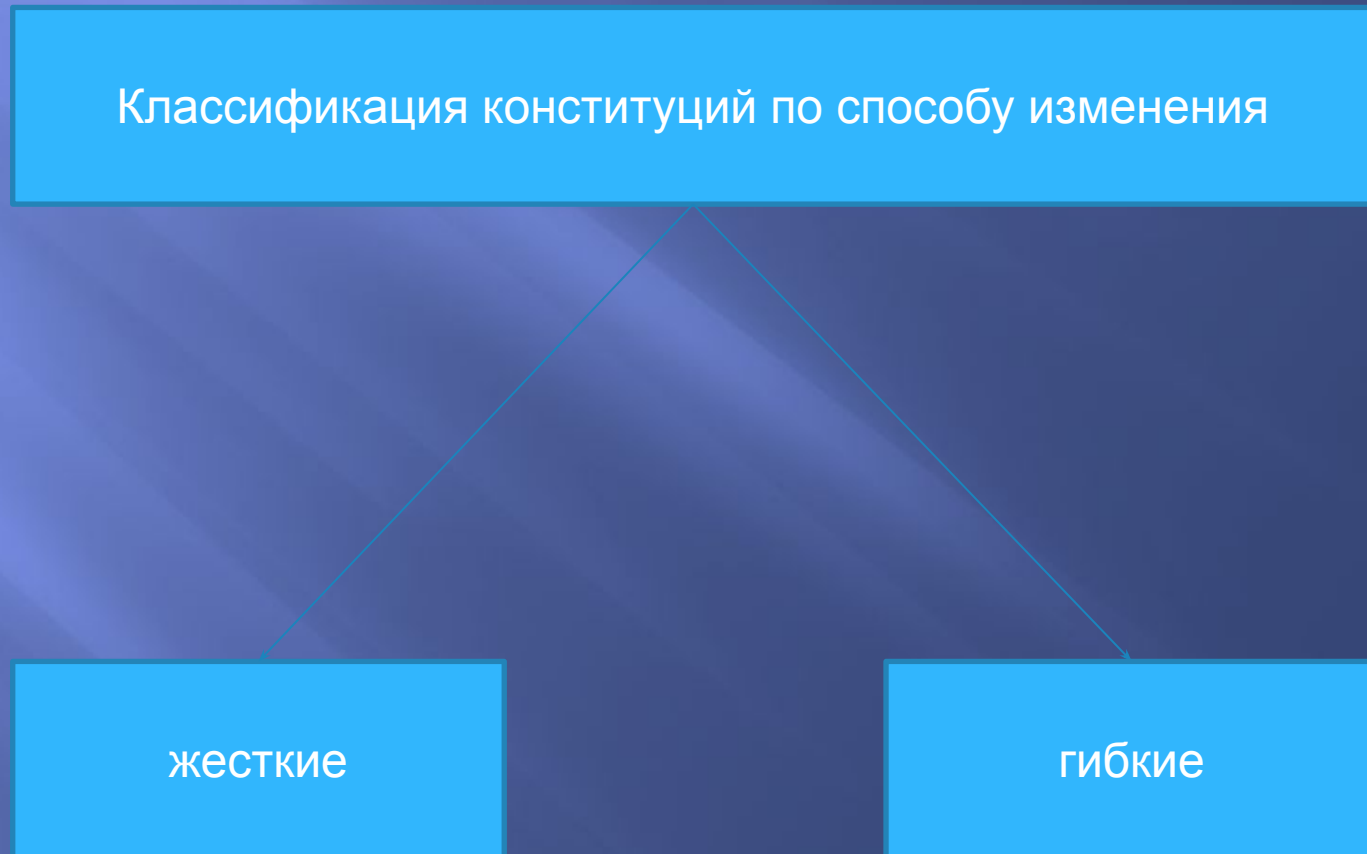 Классификация конституций по способу изменения
жесткие
гибкие